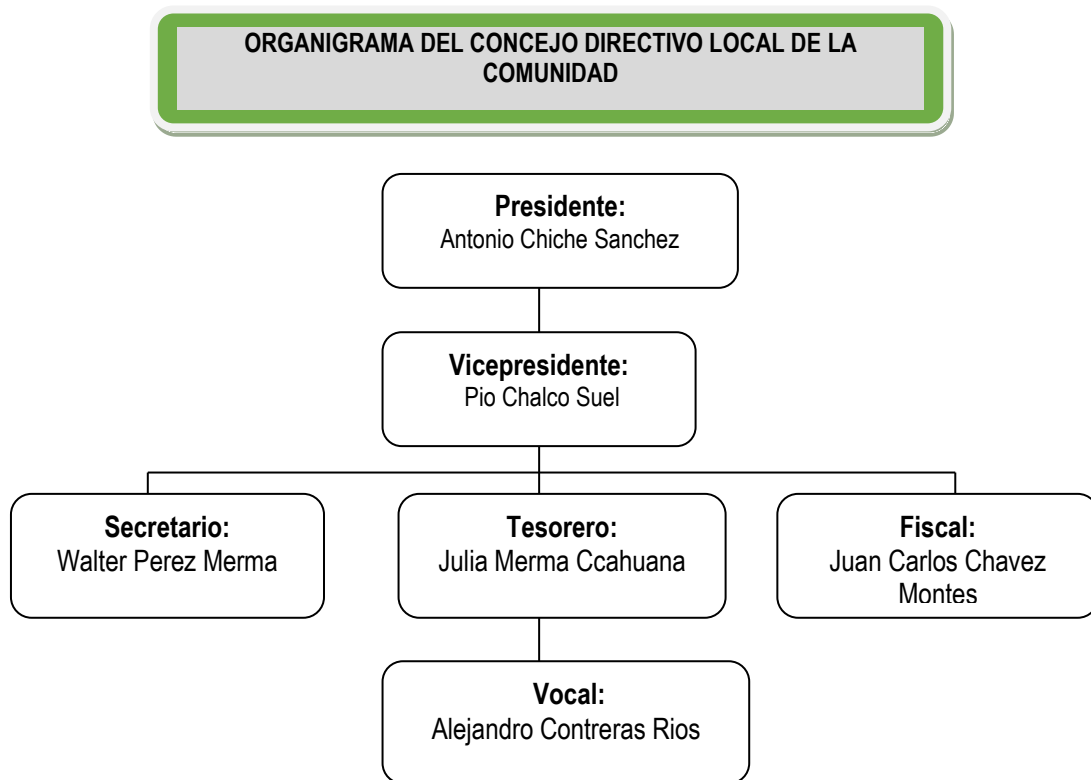 ORGANIGRAMA DEL CONCEJO DIRECTIVO LOCAL DE LA
COMUNIDAD
Presidente:
Antonio Chiche Sanchez
Vicepresidente:
Pio Chalco Suel
Secretario:
Walter Perez Merma
Tesorero:
Julia Merma Ccahuana
Fiscal:
Juan Carlos Chavez
Montes
Vocal:
Alejandro Contreras Rios